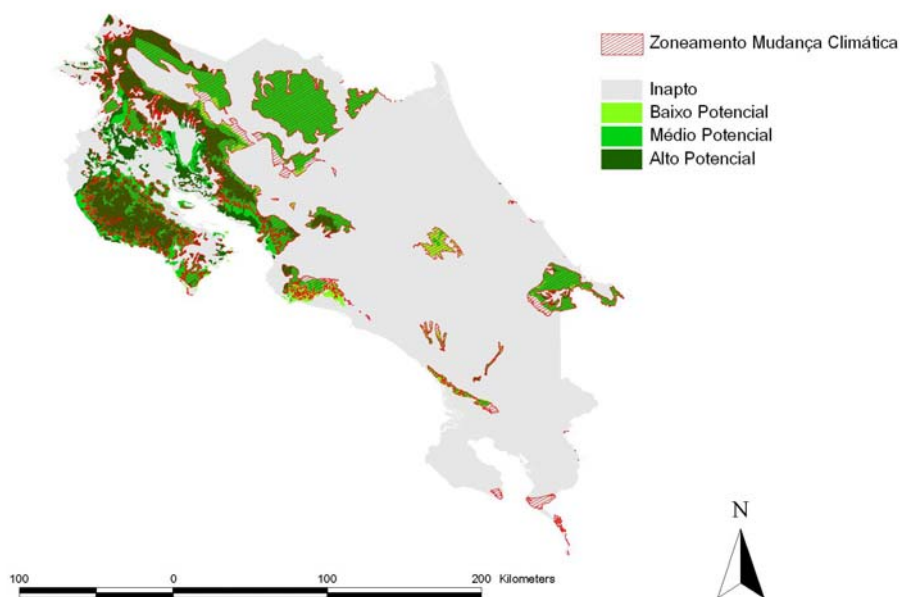 Zoneamento Mudança Climática
Inapto
Baixo Potencial
Médio Potencial
Alto Potencial
N
100 0 100 200 Kilometers